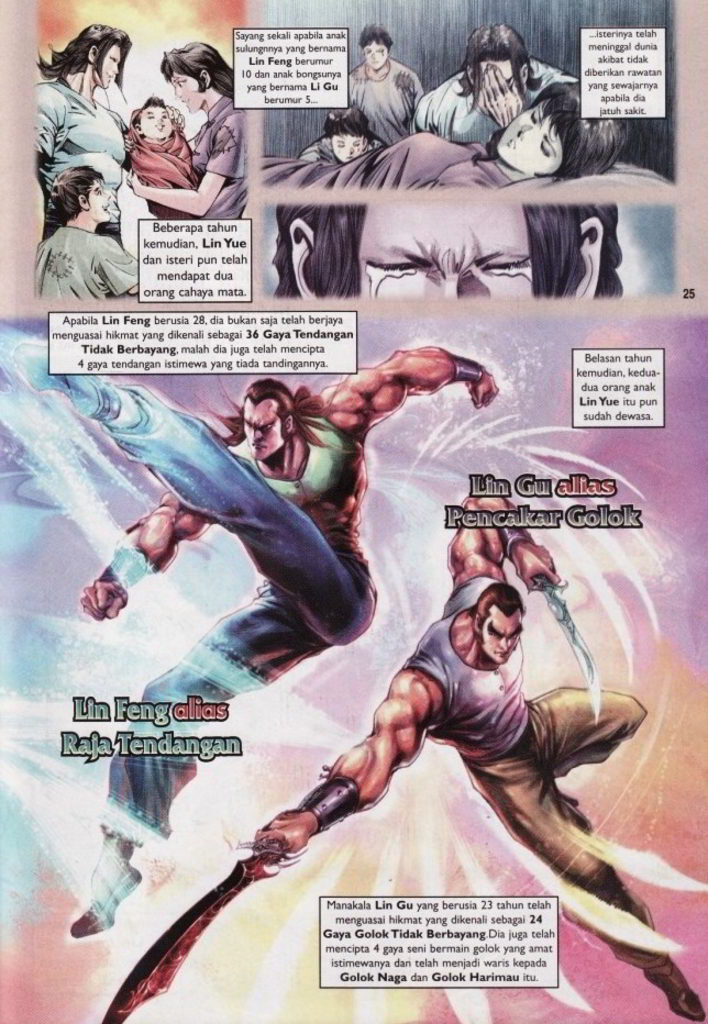 Beberapa tahun
kemudian, Lin Yue
dan isteri pun telah
mendapat dua
orang cahaya mata.
Sayang sekali apabila anak
sulungnnya yang bernama
Lin Feng berumur
10 dan anak bongsunya
yang bernama Li Gu
berumur 5...
...isterinya telah
meninggal dunia
akibat tidak
diberikan rawatan
yang sewajarnya
apabila dia
jatuh sakit.
25
Apabila Lin Feng berusia 28, dia bukan saja telah berjaya
menguasai hikmat yang dikenali sebagai 36 Gaya Tendangan
Tidak Berbayang, malah dia juga telah mencipta
4 gaya tendangan istimewa yang tiada tandingannya.
Belasan tahun
kemudian, kedua-
dua orang anak
Lin Yue itu pun
sudah dewasa.
Lin Gu alias
Pencakar Golok
Lin Feng alias
Raja Tendangan
Manakala Lin Gu yang berusia 23 tahun telah
menguasai hikmat yang dikenali sebagai 24
Gaya Golok Tidak Berbayang.Dia juga telah
mencipta 4 gaya seni bermain golok yang amat
istimewanya dan telah menjadi waris kepada
Golok Naga dan Golok Harimau itu.